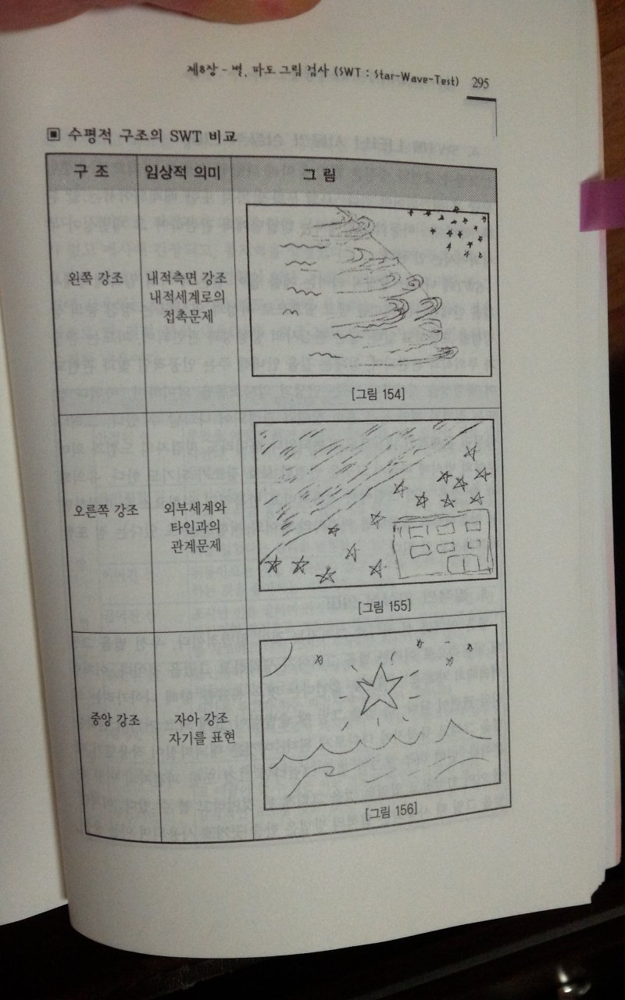 제8장 - 별, 파도 그림 검사 (SWT : Star-Wave-Test) 295
▣ 수평적 구조의 SWT 비교
구 조 임상적 의미 그 림
왼쪽 강조
내적측면 강조
내적세계로의
접촉문제
[그림 154]
오른쪽 강조
외부세계와
타인과의
관계문제
[그림 155]
중앙 강조
자아 강조
자기를 표현
[그림 156]